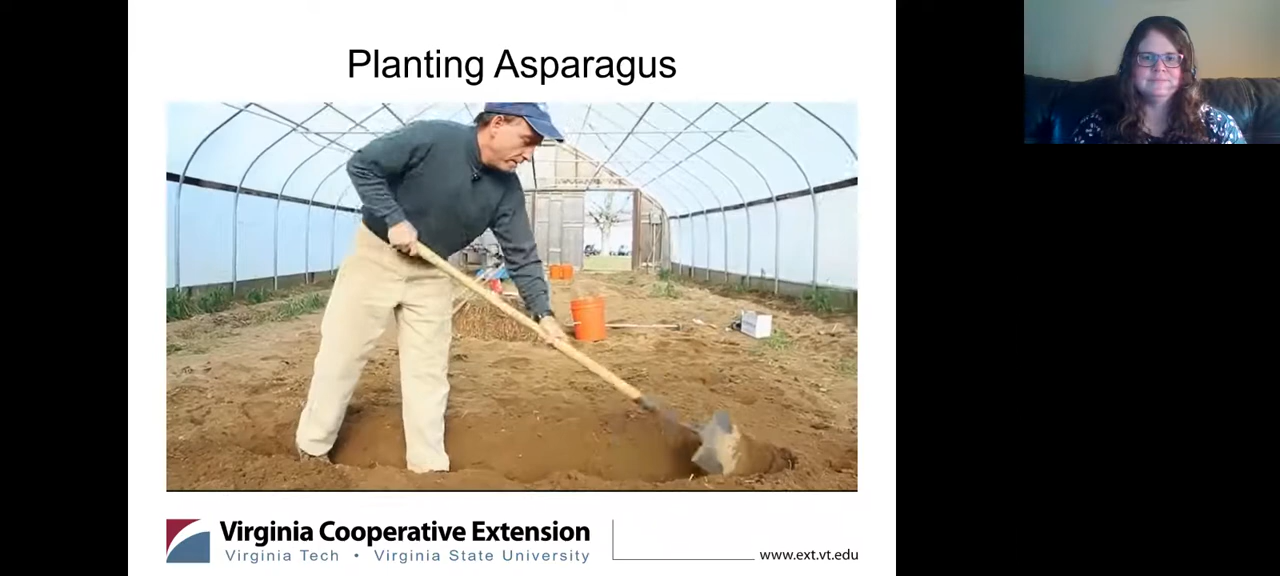 Planting Asparagus
Virginia Cooperative Extension
Virginia Tech • Virginia State University
www.ext.vt.edu